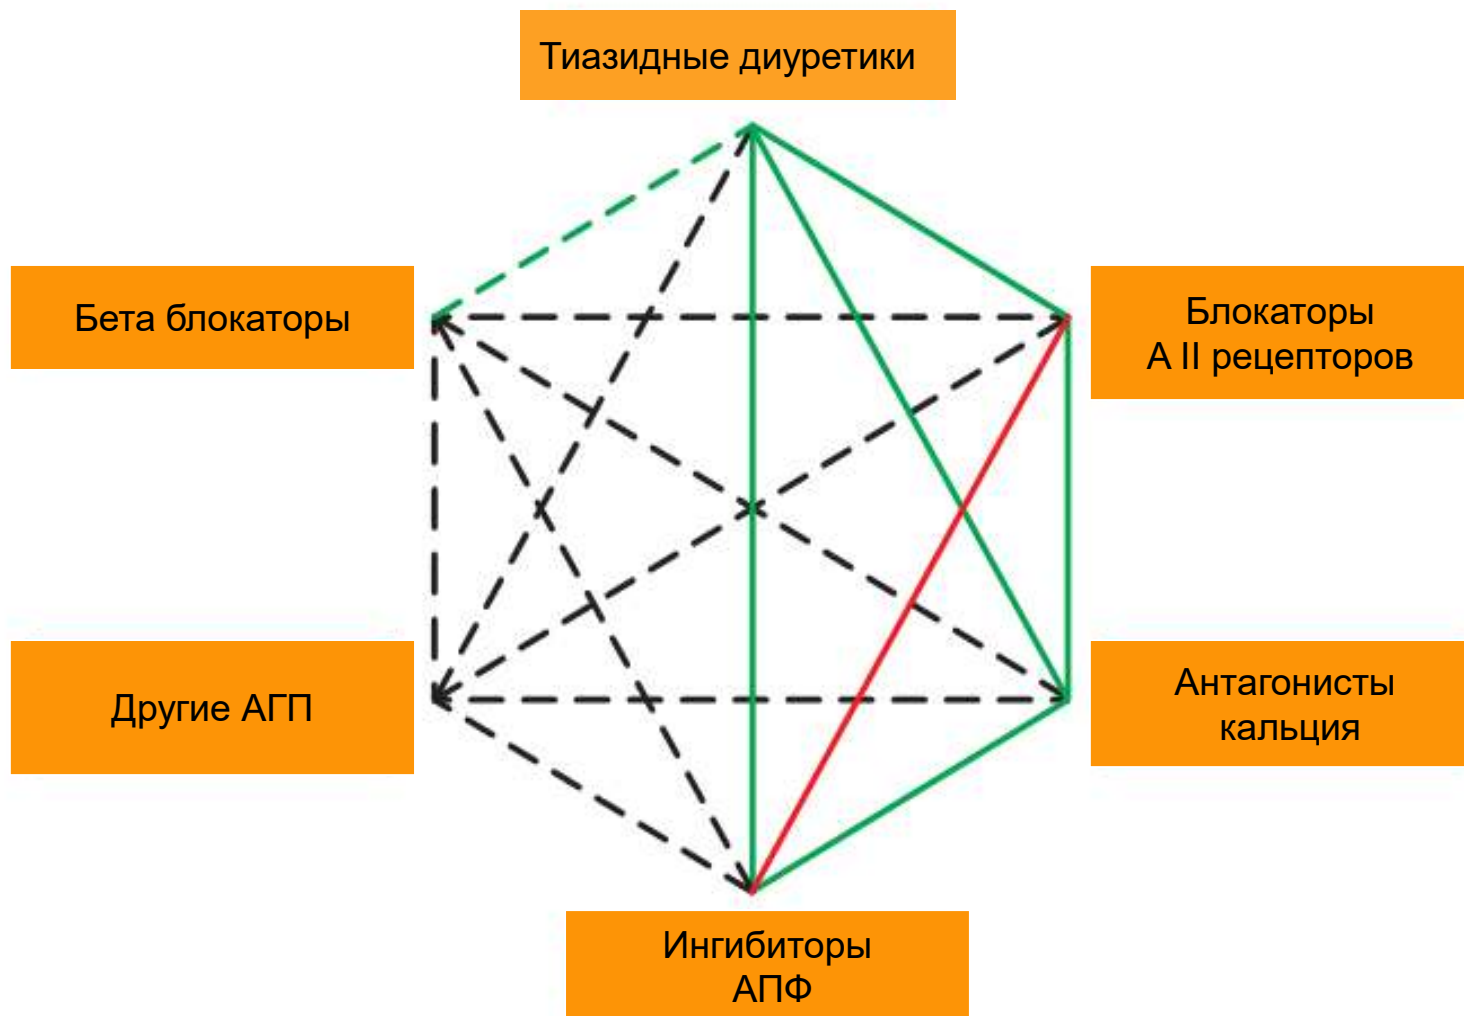 Тиазидные диуретики
Бета блокаторы
Блокаторы
А II рецепторов
Другие АГП
Антагонисты
кальция
Ингибиторы
АПФ